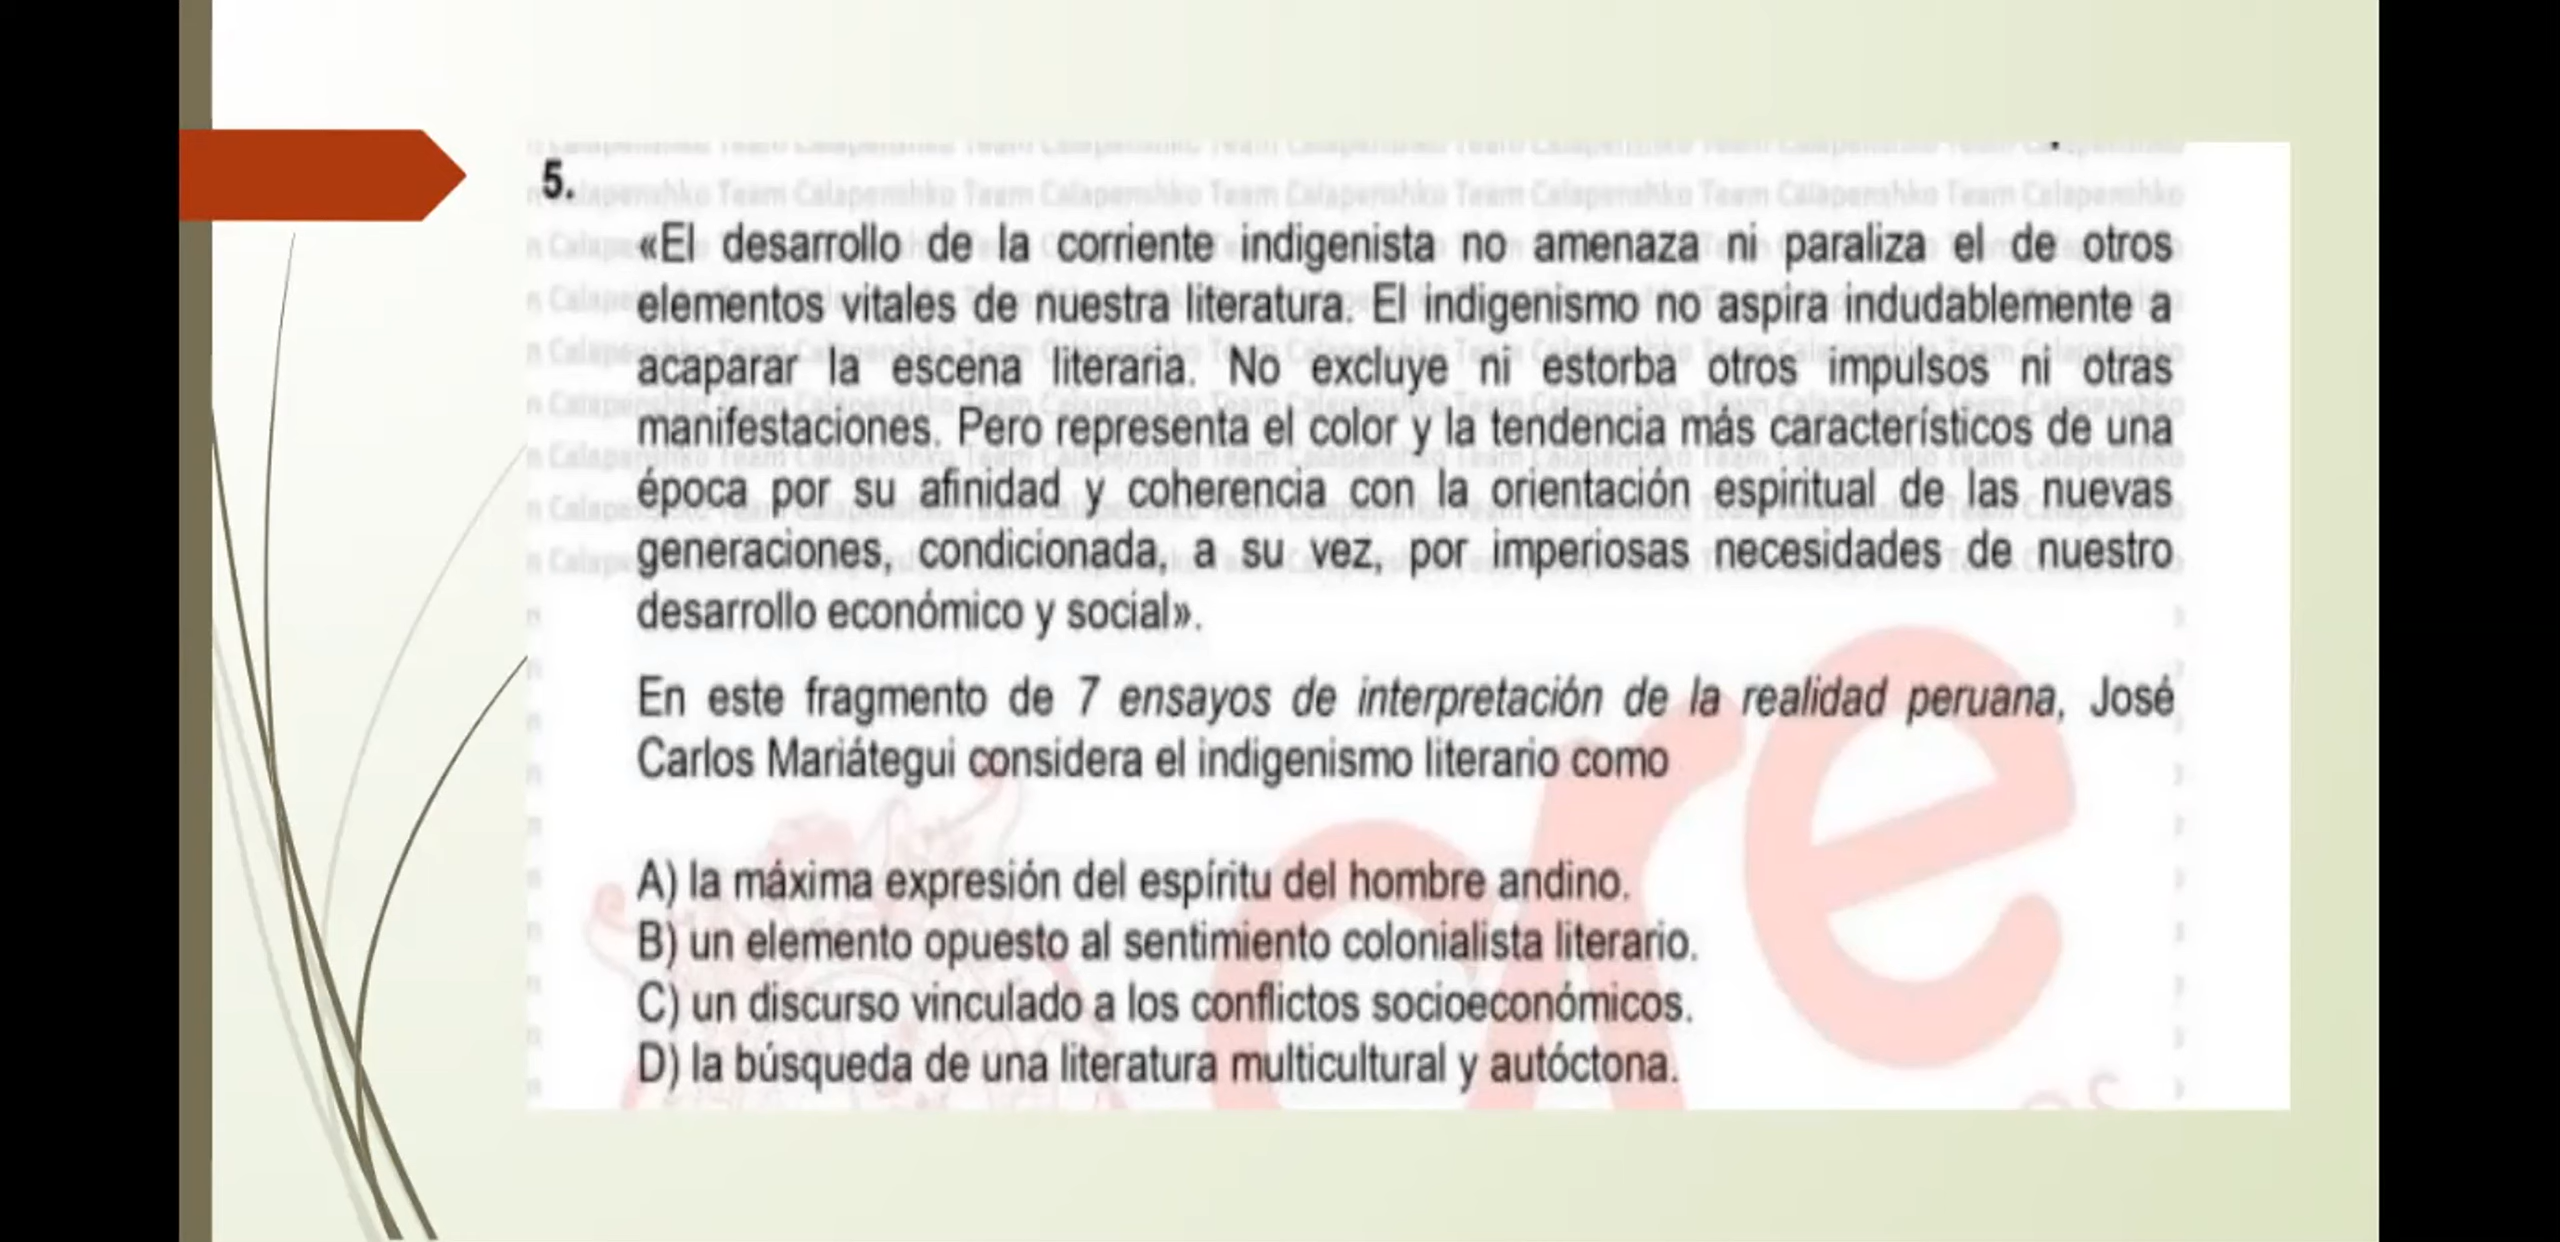 5.
«El desarrollo de la corriente indigenista no amenaza ni paraliza el de otros
elementos vitales de nuestra literatura. El indigenismo no aspira indudablemente a
acaparar la escena literaria. No excluye ni estorba otros impulsos ni otras
manifestaciones. Pero representa el color y la tendencia más característicos de una
época por su afinidad y coherencia con la orientación espiritual de las nuevas
generaciones, condicionada, a su vez, por imperiosas necesidades de nuestro
desarrollo económico y social».
En este fragmento de 7 ensayos de interpretación de la realidad peruana, José
Carlos Mariátegui considera el indigenismo literario como
A) la máxima expresión del espíritu del hombre andino.
B) un elemento opuesto al sentimiento colonialista literario.
C) un discurso vinculado a los conflictos socioeconómicos.
D) la búsqueda de una literatura multicultural y autóctona.